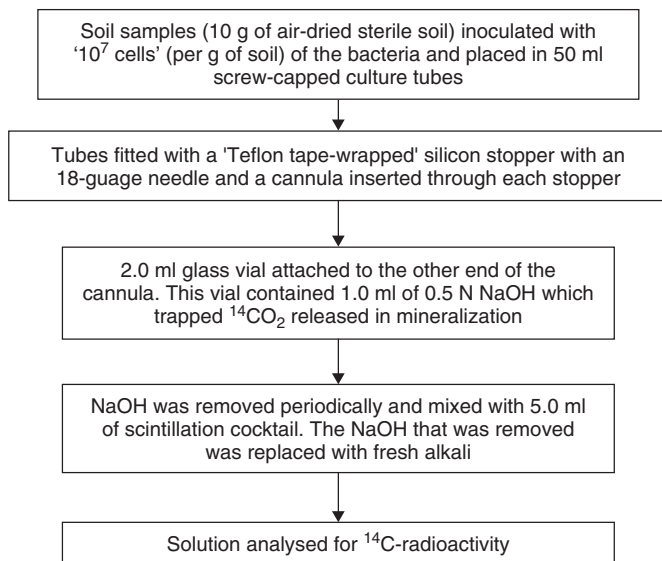 Soil samples (10 g of air-dried sterile soil) inoculated with
‘10⁷ cells’ (per g of soil) of the bacteria and placed in 50 ml
screw-capped culture tubes
Tubes fitted with a 'Teflon tape-wrapped' silicon stopper with an
18-guage needle and a cannula inserted through each stopper
2.0 ml glass vial attached to the other end of the
cannula. This vial contained 1.0 ml of 0.5 N NaOH which
trapped ¹⁴CO₂ released in mineralization
NaOH was removed periodically and mixed with 5.0 ml
of scintillation cocktail. The NaOH that was removed
was replaced with fresh alkali
Solution analysed for ¹⁴C-radioactivity